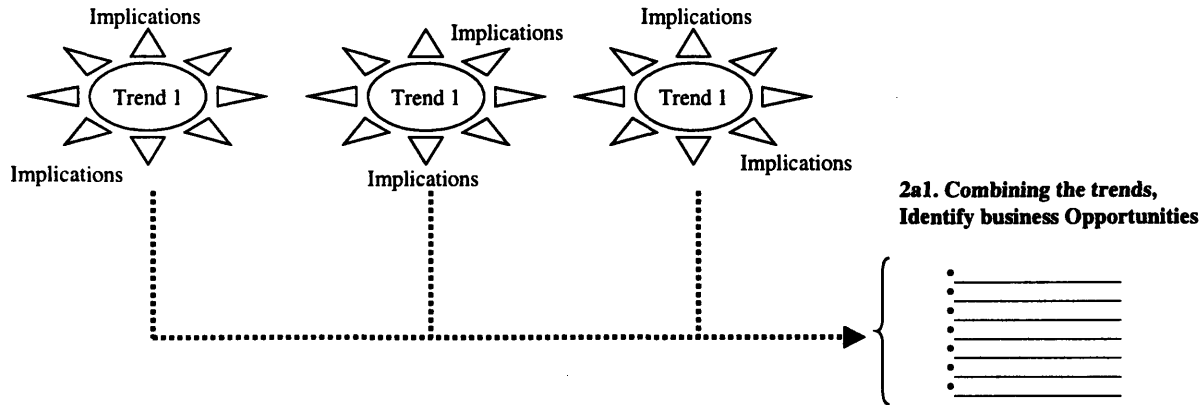 Implications
Implications
Implications
Trend 1
Trend 1
Trend 1
Implications
Implications
Implications
2a1. Combining the trends,
Identify business Opportunities